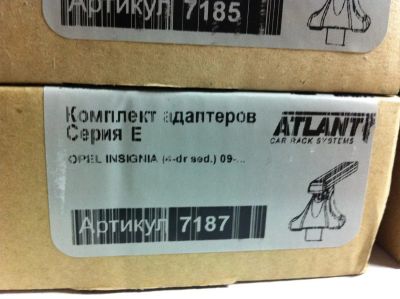 Артикул 7185
Комплект адаптеров
Серия E
ATLANT
CAR RACK SYSTEMS
OPEL INSIGNIA (4-dr sed.) 09-...
Артикул 7187